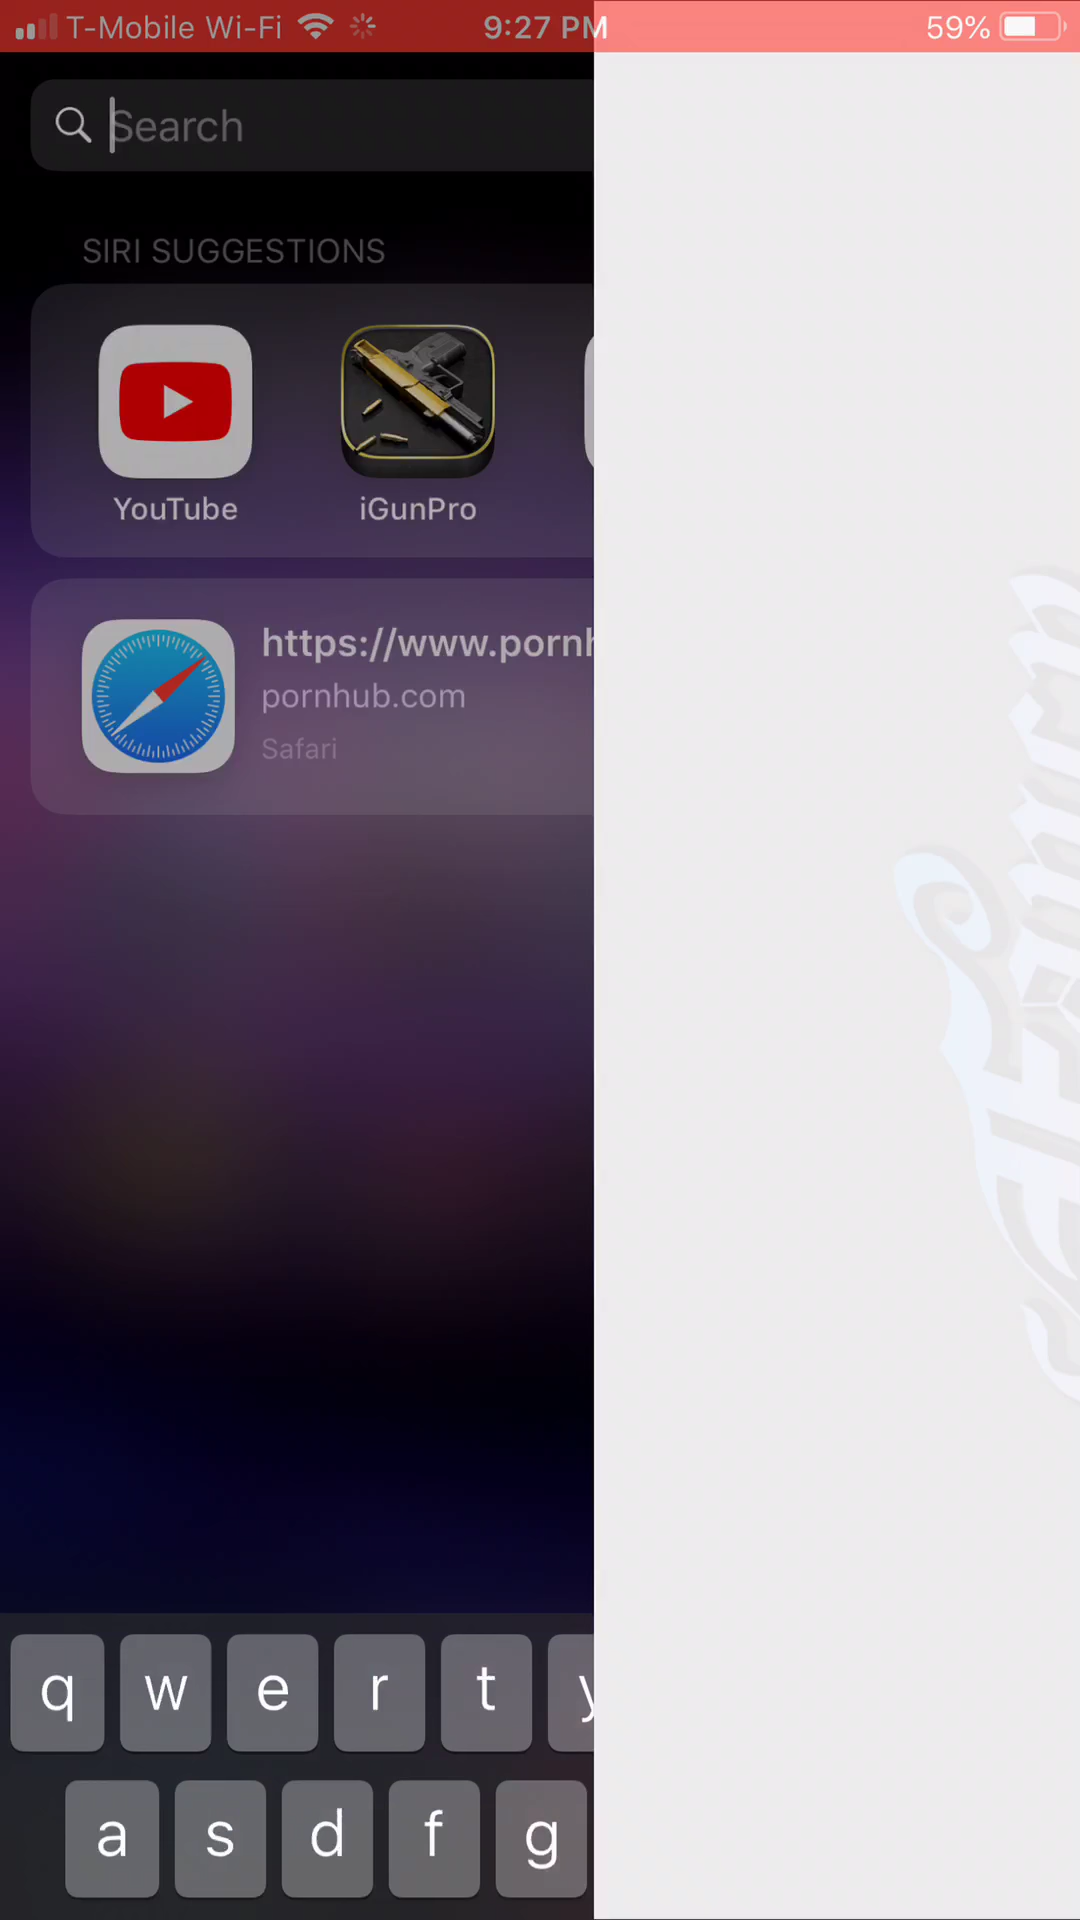 T-Mobile Wi-Fi 9:27 PM 59%
Search
SIRI SUGGESTIONS
YouTube iGunPro
https://www.pornh
pornhub.com
Safari
q w e r t y
a s d f g